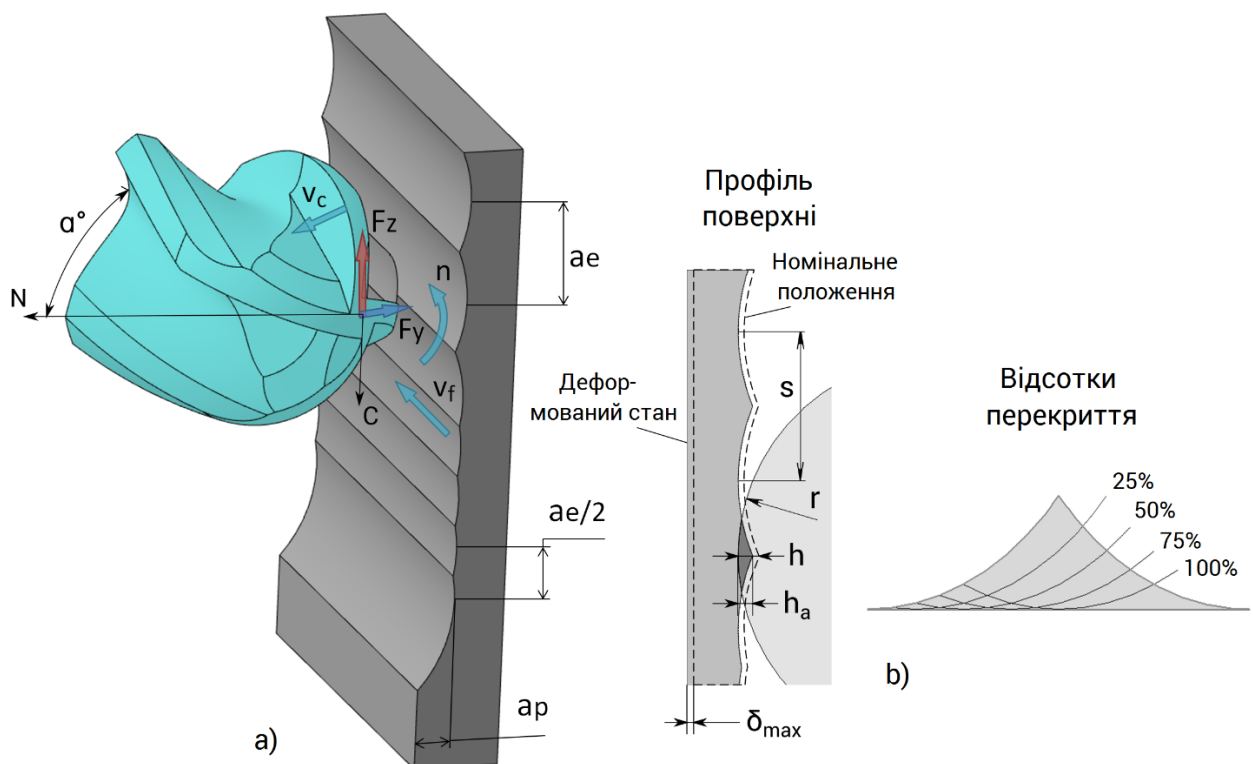 α°
N
vc
Fz
Fy
C
n
vf
ae
ae/2
ap
a)
Профіль
поверхні
Номінальне
положення
Дефор-
мований стан
s
r
h
ha
δmax
b)
Відсотки
перекриття
25%
50%
75%
100%